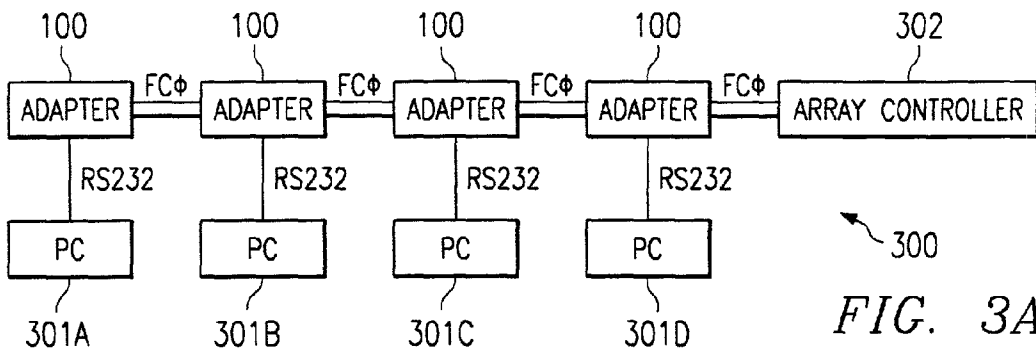 100 100 100 302
FCΦ FCΦ FCΦ FCΦ
ADAPTER ADAPTER ADAPTER ADAPTER ARRAY CONTROLLER
RS232 RS232 RS232 RS232
PC PC PC PC
300
301A 301B 301C 301D
FIG. 3A